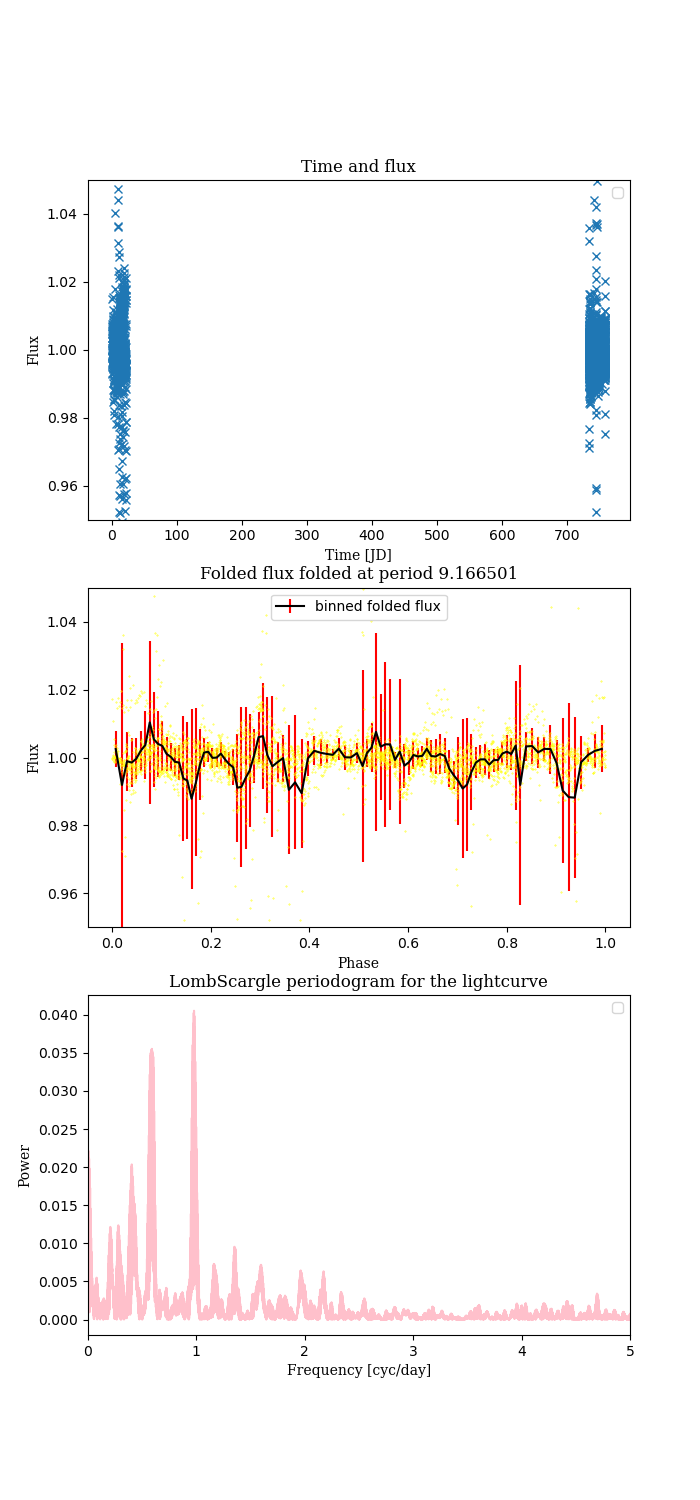 Time and flux
1.04
1.02
1.00
0.98
0.96
Flux
0 100 200 300 400 500 600 700
Time [JD]
Folded flux folded at period 9.166501
binned folded flux
1.04
1.02
1.00
0.98
0.96
Flux
0.0 0.2 0.4 0.6 0.8 1.0
Phase
LombScargle periodogram for the lightcurve
0.040
0.035
0.030
0.025
0.020
0.015
0.010
0.005
0.000
Power
0 1 2 3 4 5
Frequency [cyc/day]